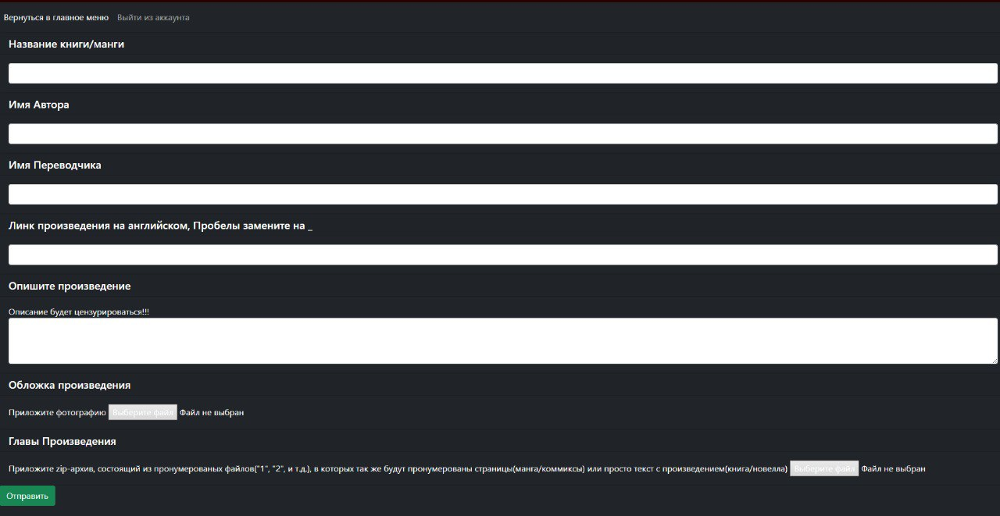 Вернуться в главное меню Выйти из аккаунта
Название книги/манги
Имя Автора
Имя Переводчика
Линк произведения на английском, Пробелы замените на _
Опишите произведение
Описание будет цензурироваться!!!
Обложка произведения
Приложите фотографию Выберите файл Файл не выбран
Главы Произведения
Приложите zip-архив, состоящий из пронумерованых файлов("1", "2", и т.д.), в которых так же будут пронумерованы страницы(манга/коммиксы) или просто текст с произведением(книга/новелла) Выберите файл Файл не выбран
Отправить